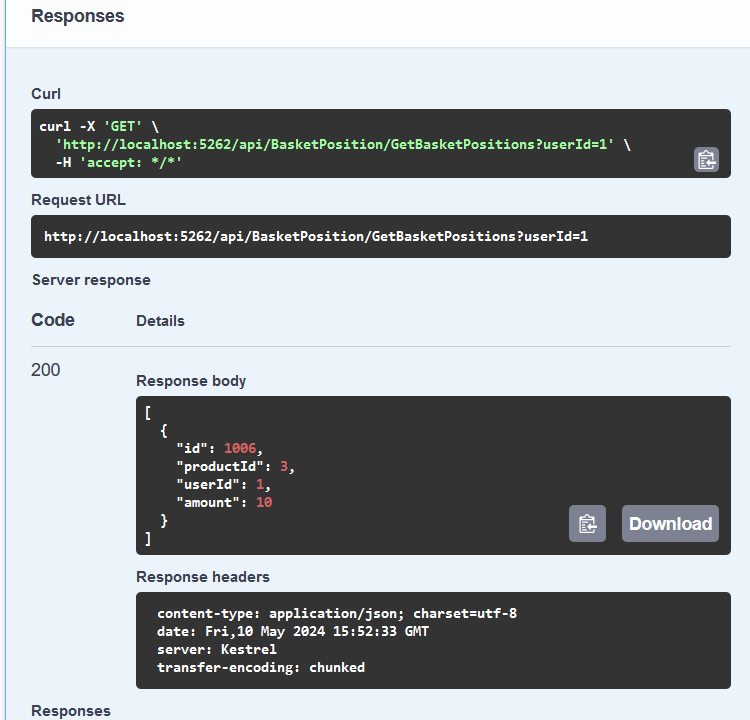 Responses
Curl
curl -X 'GET' \
  'http://localhost:5262/api/BasketPosition/GetBasketPositions?userId=1' \
  -H 'accept: */*'
Request URL
http://localhost:5262/api/BasketPosition/GetBasketPositions?userId=1
Server response
Code Details
200
Response body
[
  {
    "id": 1006,
    "productId": 3,
    "userId": 1,
    "amount": 10
  }
]
Download
Response headers
content-type: application/json; charset=utf-8
date: Fri,10 May 2024 15:52:33 GMT
server: Kestrel
transfer-encoding: chunked
Responses